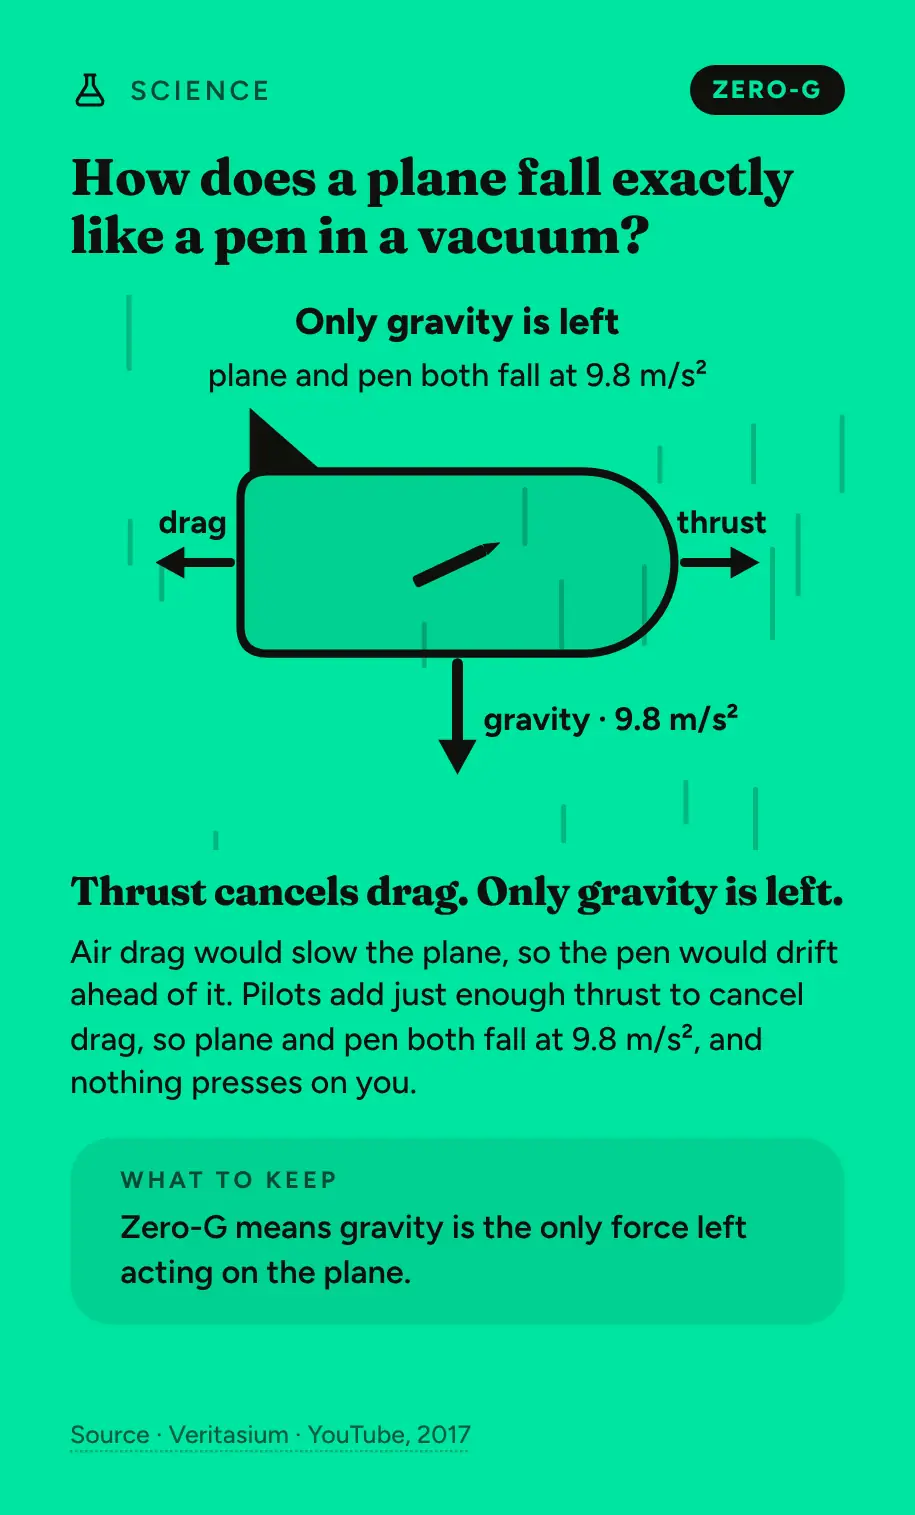 SCIENCE
ZERO-G
How does a plane fall exactly
like a pen in a vacuum?
Only gravity is left
plane and pen both fall at 9.8 m/s²
drag
thrust
gravity · 9.8 m/s²
Thrust cancels drag. Only gravity is left.
Air drag would slow the plane, so the pen would drift
ahead of it. Pilots add just enough thrust to cancel
drag, so plane and pen both fall at 9.8 m/s², and
nothing presses on you.
WHAT TO KEEP
Zero-G means gravity is the only force left
acting on the plane.
Source · Veritasium · YouTube, 2017